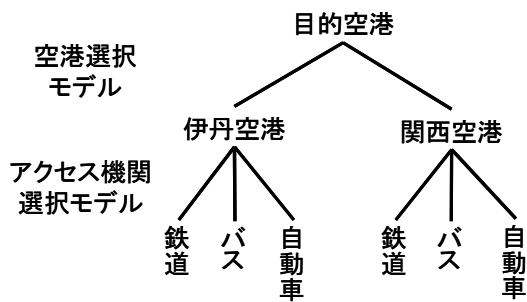 目的空港
空港選択
モデル
伊丹空港
関西空港
アクセス機関
選択モデル
鉄道
バス
自動車
鉄道
バス
自動車